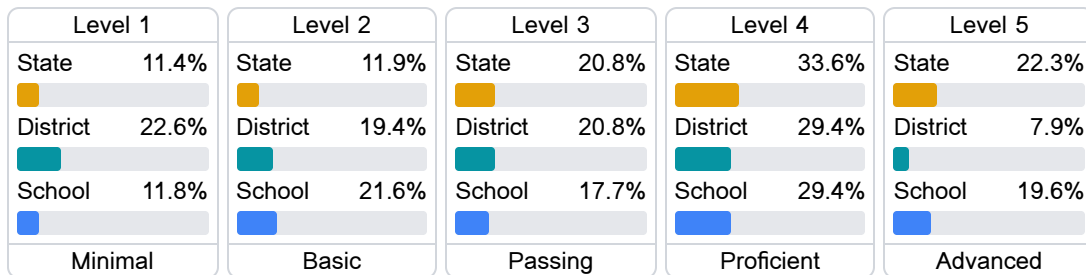 Level 1
State 11.4%
District 22.6%
School 11.8%
Minimal
Level 2
State 11.9%
District 19.4%
School 21.6%
Basic
Level 3
State 20.8%
District 20.8%
School 17.7%
Passing
Level 4
State 33.6%
District 29.4%
School 29.4%
Proficient
Level 5
State 22.3%
District 7.9%
School 19.6%
Advanced